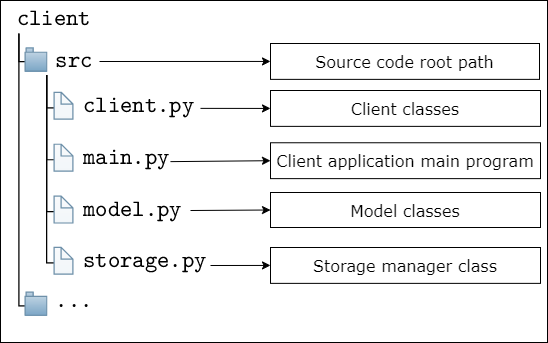 client
src Source code root path
client.py Client classes
main.py Client application main program
model.py Model classes
storage.py Storage manager class
...